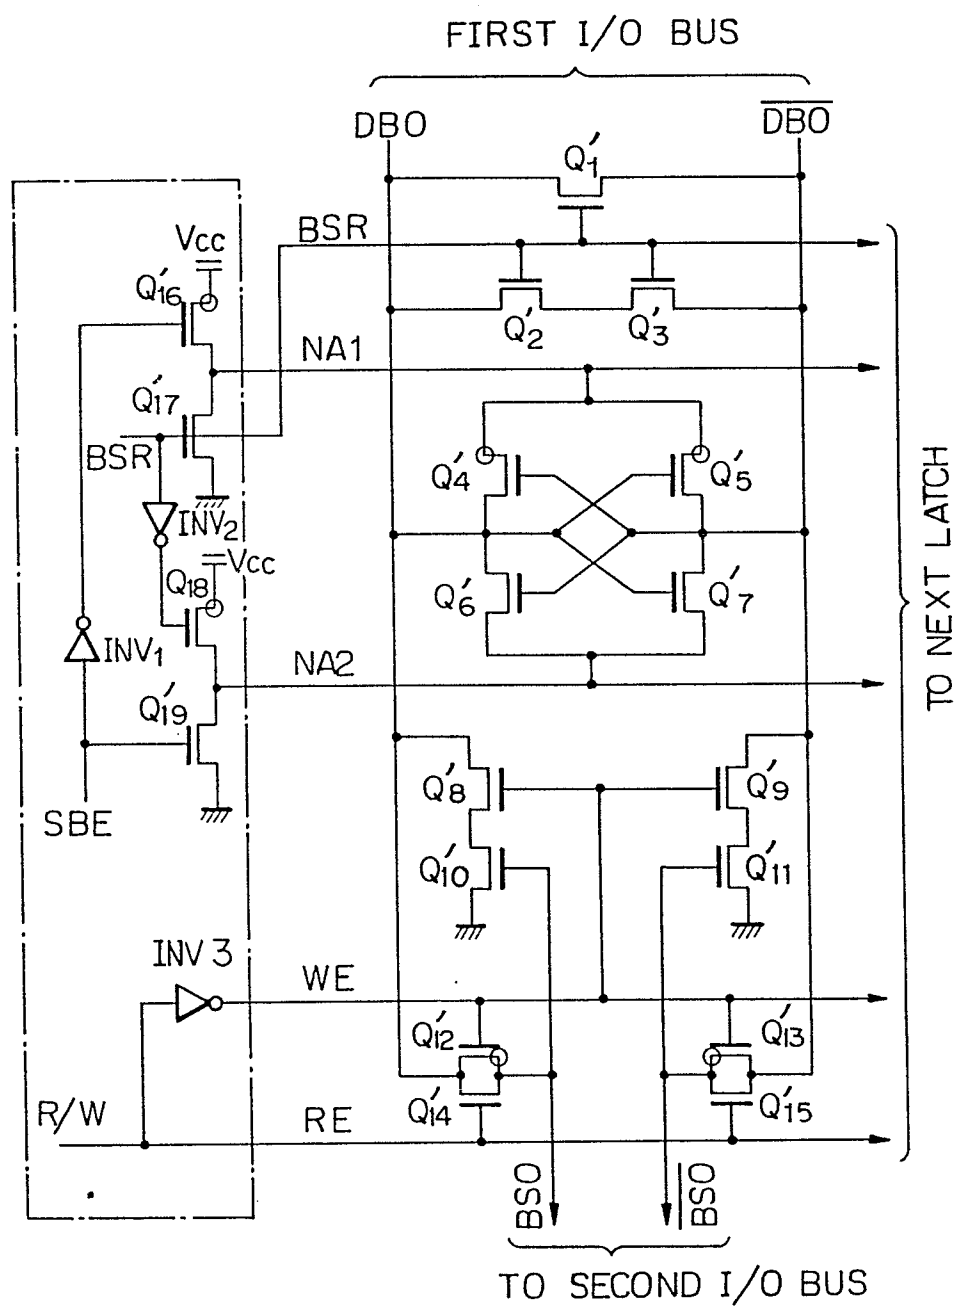 FIRST I/O BUS
DBO
D̅B̅O̅
Q'1
BSR
Vcc
Q'16
Q'2
Q'3
NA1
Q'17
BSR
Q'4
Q'5
INV2
Vcc
Q18
Q'6
Q'7
INV1
NA2
Q'19
SBE
Q'8
Q'9
Q'10
Q'11
INV 3
WE
Q'12
Q'13
R/W
RE
Q'14
Q'15
BSO
B̅S̅O̅
TO NEXT LATCH
TO SECOND I/O BUS